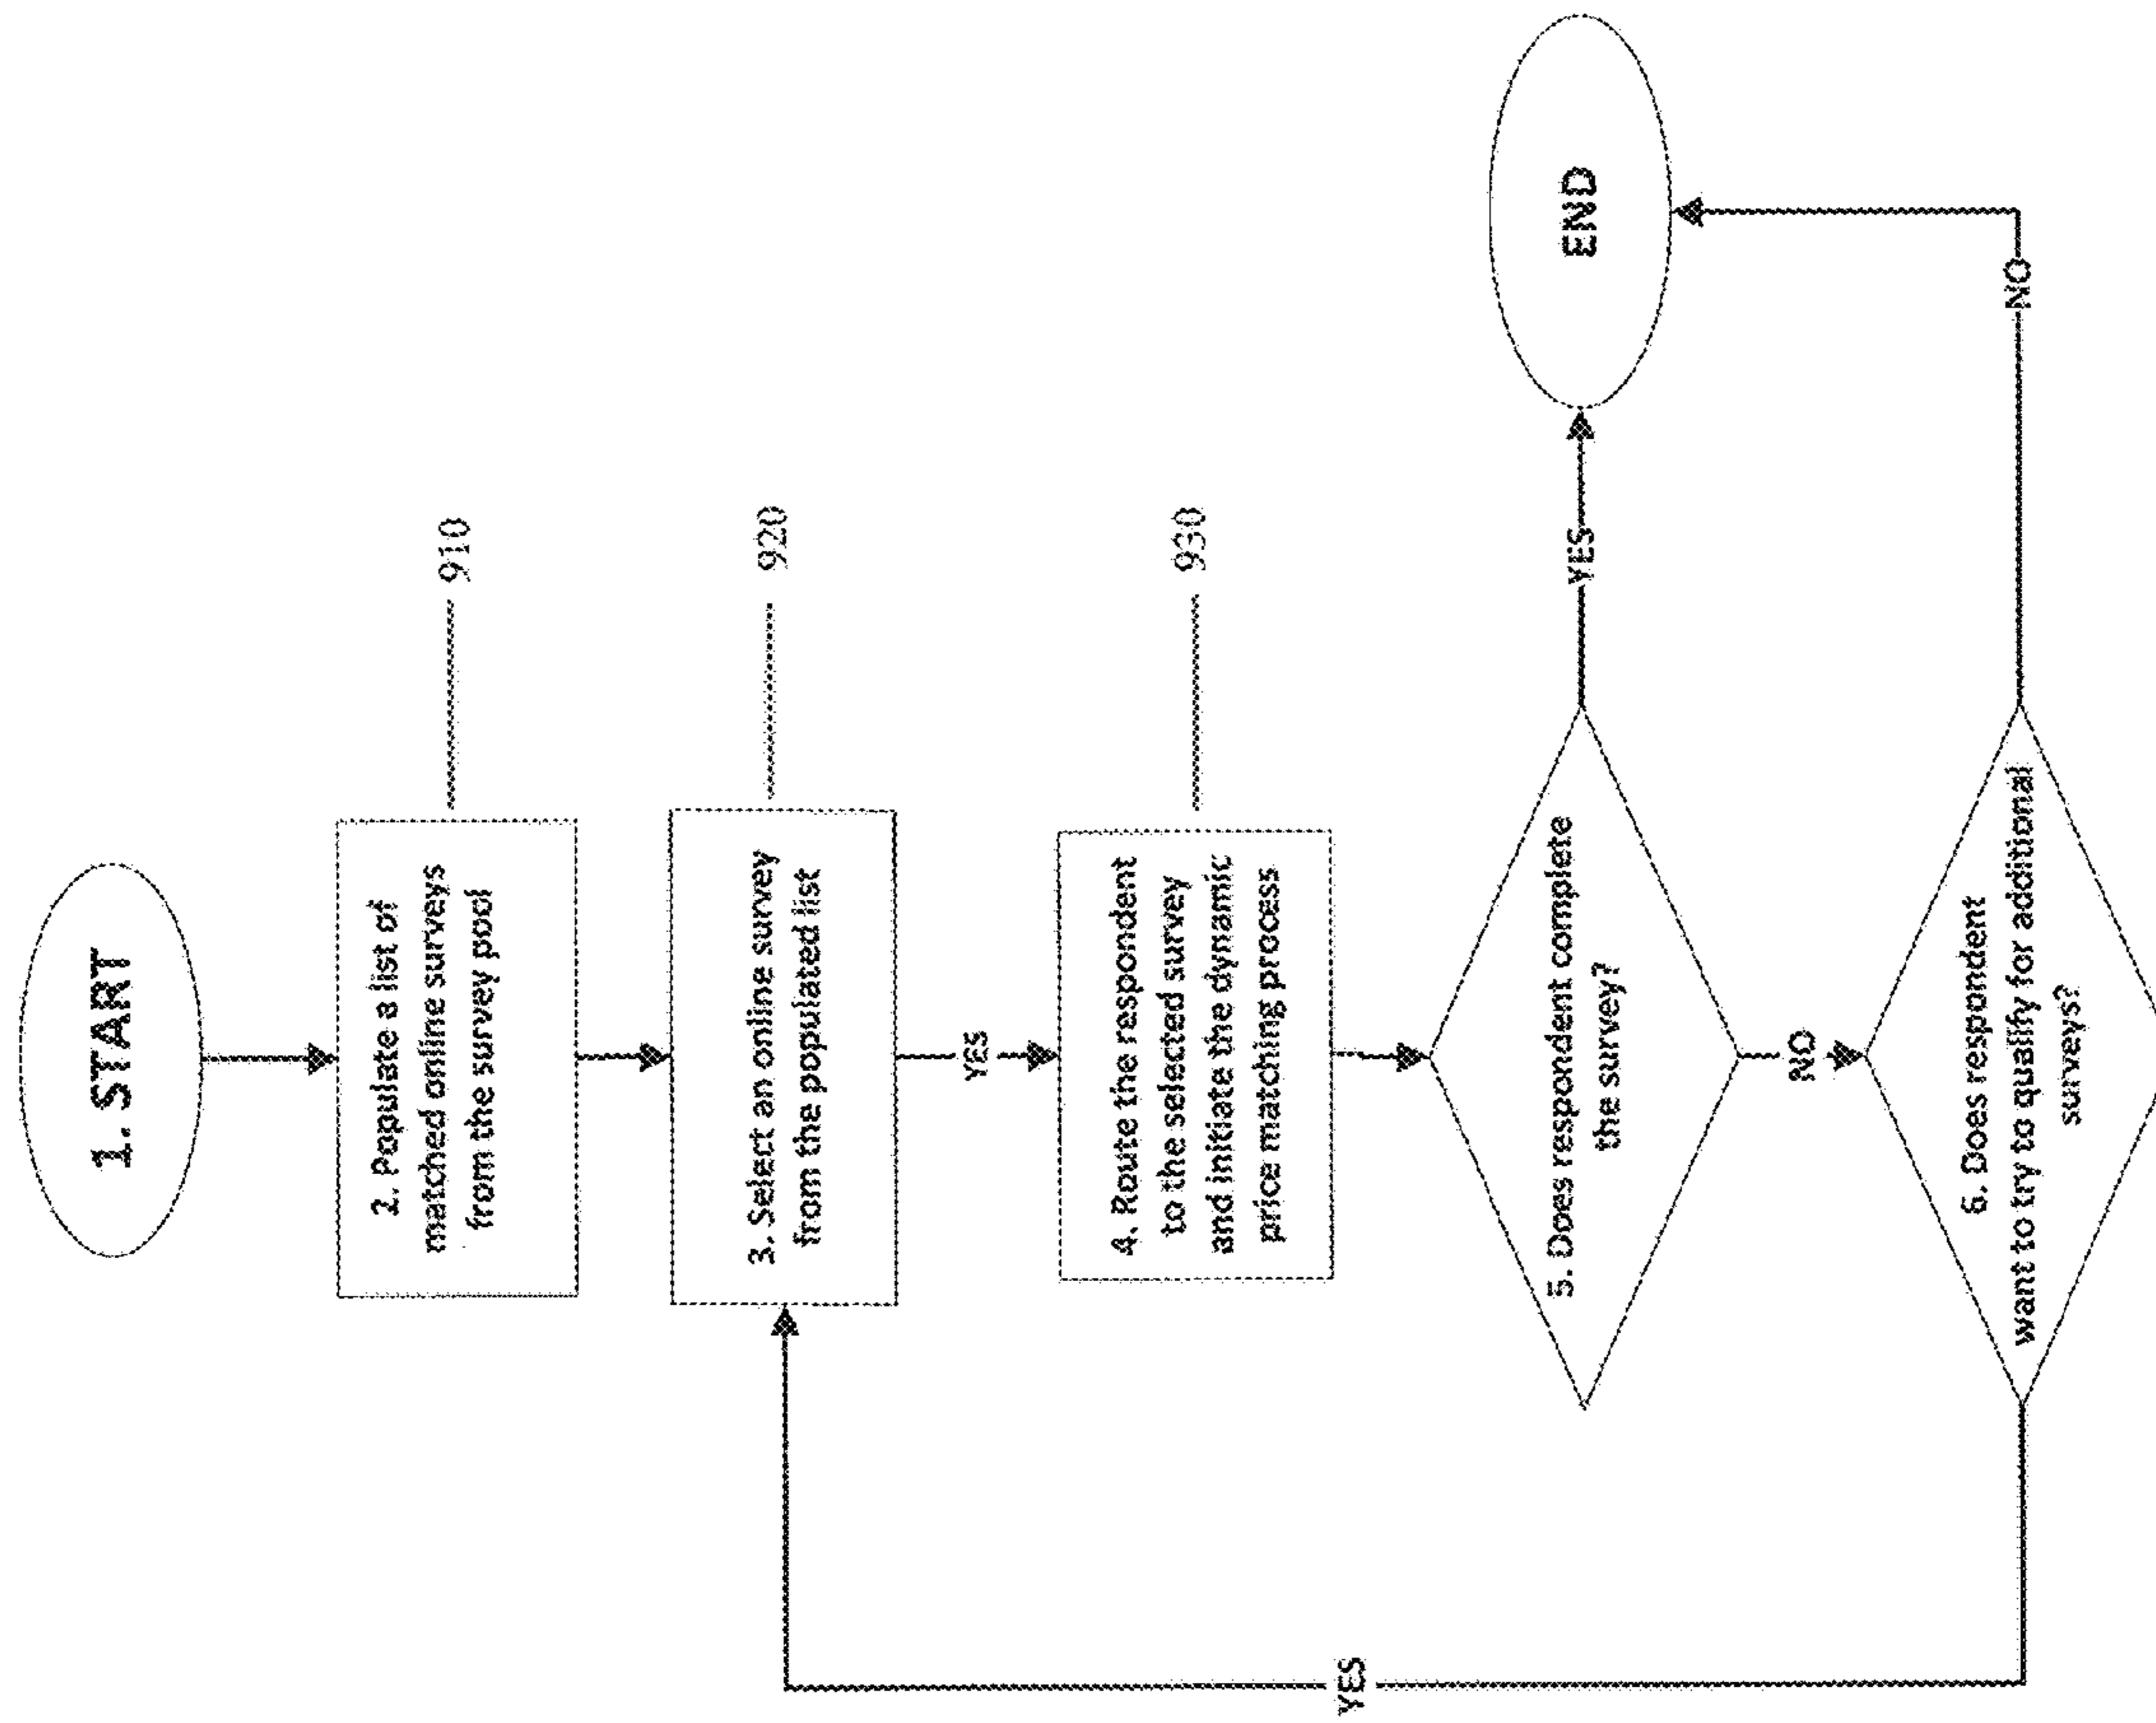 1. START
2. Populate a list of
matched online surveys
from the survey pool
910
3. Select an online survey
from the populated list
920
YES
4. Route the respondent
to the selected survey
and initiate the dynamic
price matching process
930
5. Does respondent complete
the survey?
YES
END
NO
6. Does respondent
want to try to qualify for additional
surveys?
NO
YES